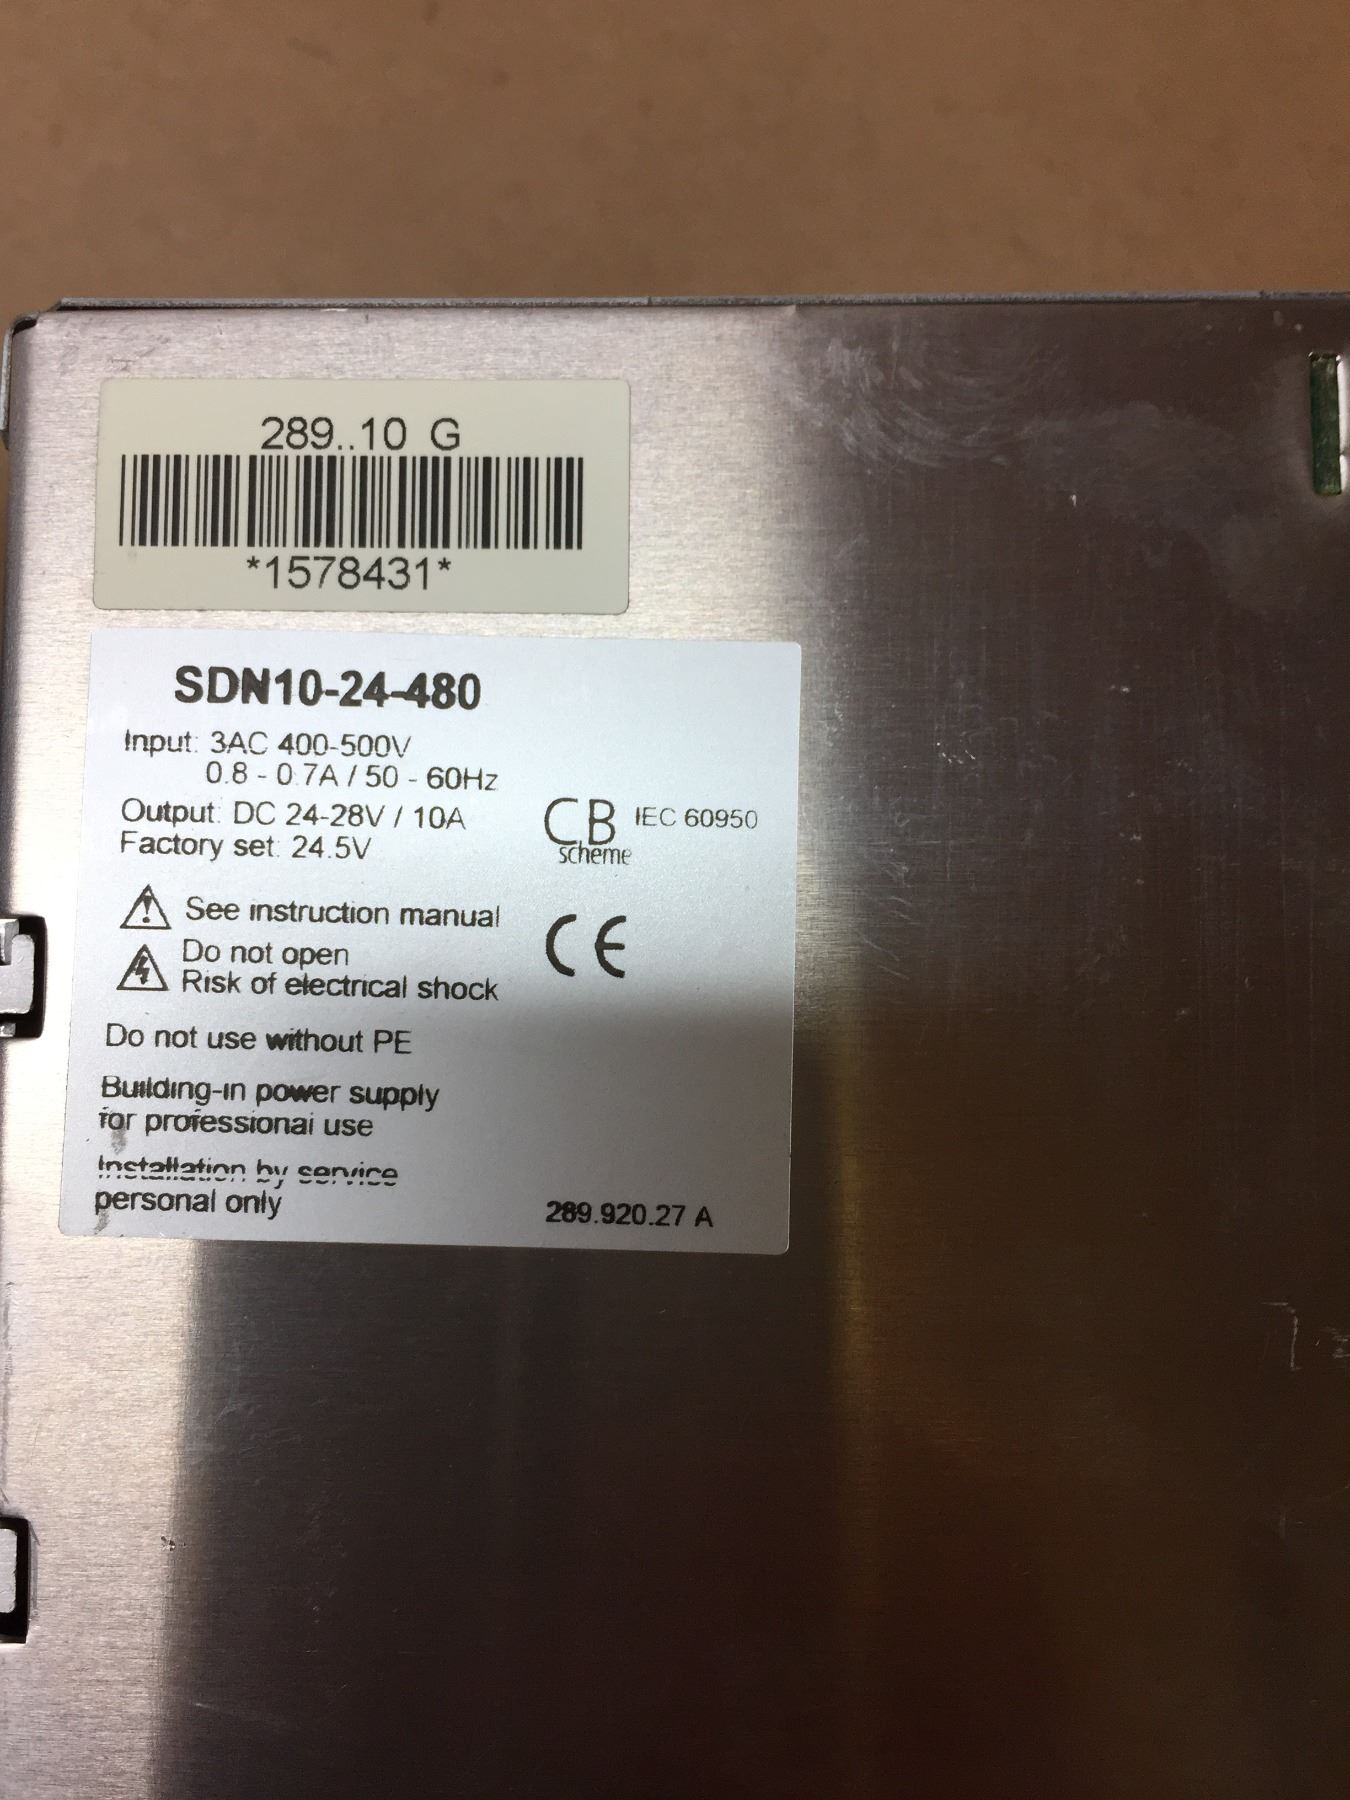 289..10 G
*1578431*
SDN10-24-480
Input: 3AC 400-500V
0.8 - 0.7A / 50 - 60Hz
Output: DC 24-28V / 10A
Factory set: 24.5V
CB scheme IEC 60950
See instruction manual
Do not open
Risk of electrical shock
CE
Do not use without PE
Building-in power supply
for professional use
Installation by service
personal only
289.920.27 A